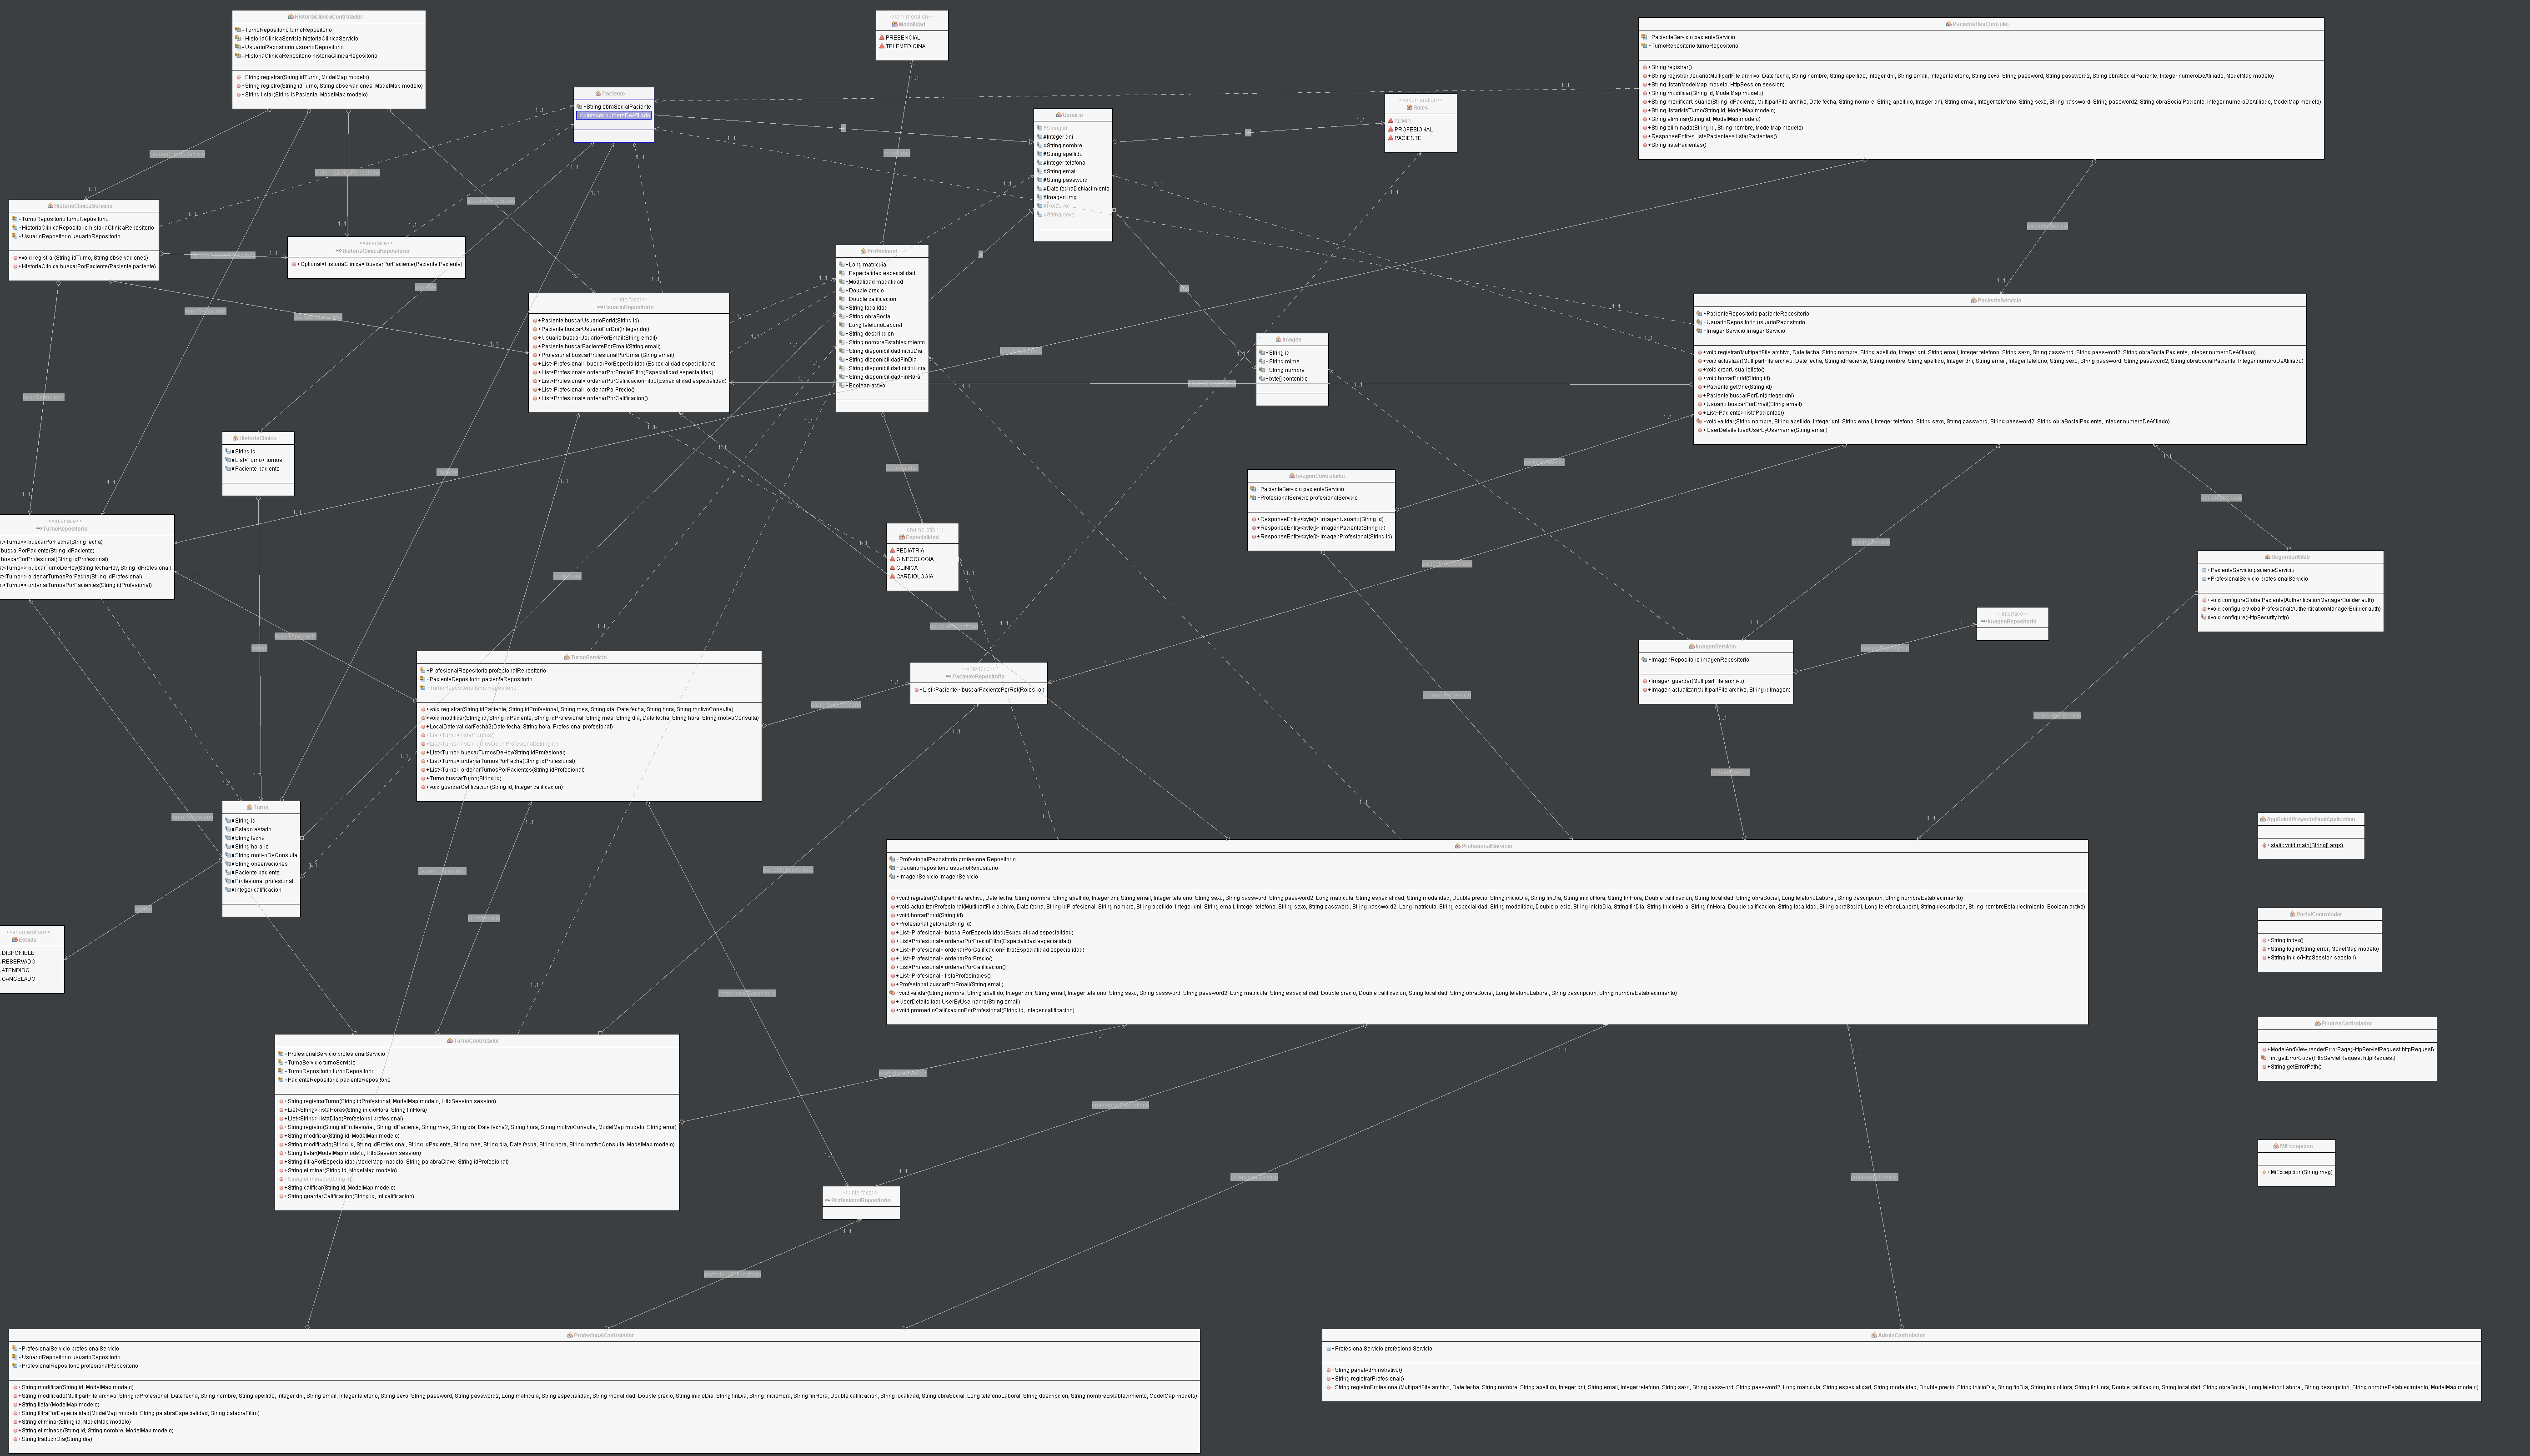 HistoriaClinicaControlador
-TurnoRepositorio turnoRepositorio
-HistoriaClinicaServicio historiaClinicaServicio
-UsuarioRepositorio usuarioRepositorio
-HistoriaClinicaRepositorio historiaClinicaRepositorio
+String registrar(String idTurno, ModelMap modelo)
+String registro(String idTurno, String observaciones, ModelMap modelo)
+String listar(String idPaciente, ModelMap modelo)
<<enumeration>>
Modalidad
PRESENCIAL
TELEMEDICINA
PacienteRexControler
-PacienteServicio pacienteServicio
-TurnoRepositorio turnoRepositorio
+String registrar()
+String registrarUsuario(MultipartFile archivo, Date fecha, String nombre, String apellido, Integer dni, String email, Integer telefono, String sexo, String password, String password2, String obraSocialPaciente, Integer numeroDeAfiliado, ModelMap modelo)
+String listar(ModelMap modelo, HttpSession session)
+String modificar(String id, ModelMap modelo)
+String modificarUsuario(String idPaciente, MultipartFile archivo, Date fecha, String nombre, String apellido, Integer dni, String email, Integer telefono, String sexo, String password, String password2, String obraSocialPaciente, Integer numeroDeAfiliado, ModelMap modelo)
+String listarMisTurno(String id, ModelMap modelo)
+String eliminar(String id, ModelMap modelo)
+String eliminado(String id, String nombre, ModelMap modelo)
+ResponseEntity<List<Paciente>> listarPacientes()
+String listaPacientes()
Paciente
-String obraSocialPaciente
-Integer numeroDeAfiliado
Usuario
#String id
#Integer dni
#String nombre
#String apellido
#Integer telefono
#String email
#String password
#Date fechaDeNacimiento
#Imagen img
#String sexo
<<enumeration>>
Roles
ADMIN
PROFESIONAL
PACIENTE
HistoriaClinicaServicio
-TurnoRepositorio turnoRepositorio
-HistoriaClinicaRepositorio historiaClinicaRepositorio
-UsuarioRepositorio usuarioRepositorio
+void registrar(String idTurno, String observaciones)
+HistoriaClinica buscarPorPaciente(Paciente paciente)
<<interface>>
HistoriaClinicaRepositorio
+Optional<HistoriaClinica> buscarPorPaciente(Paciente Paciente)
<<interface>>
UsuarioRepositorio
+Paciente buscarUsuarioPorId(String id)
+Paciente buscarUsuarioPorDni(Integer dni)
+Usuario buscarUsuarioPorEmail(String email)
+Paciente buscarPacientePorEmail(String email)
+Profesional buscarProfesionalPorEmail(String email)
+List<Profesional> buscarPorEspecialidad(Especialidad especialidad)
+List<Profesional> ordenarPorPrecioFiltro(Especialidad especialidad)
+List<Profesional> ordenarPorCalificacionFiltro(Especialidad especialidad)
+List<Profesional> ordenarPorPrecio()
+List<Profesional> ordenarPorCalificacion()
Profesional
-Long matricula
-Especialidad especialidad
-Modalidad modalidad
-Double precio
-Double calificacion
-String localidad
-String obraSocial
-Long telefonoLaboral
-String descripcion
-String nombreEstablecimiento
-String disponibilidadInicioDia
-String disponibilidadFinDia
-String disponibilidadInicioHora
-String disponibilidadFinHora
-Boolean activo
Imagen
-String id
-String mime
-String nombre
-byte[] contenido
PacienteServicio
-PacienteRepositorio pacienteRepositorio
-UsuarioRepositorio usuarioRepositorio
-ImagenServicio imagenServicio
+void registrar(MultipartFile archivo, Date fecha, String nombre, String apellido, Integer dni, String email, Integer telefono, String sexo, String password, String password2, String obraSocialPaciente, Integer numeroDeAfiliado)
+void actualizar(MultipartFile archivo, Date fecha, String idPaciente, String nombre, String apellido, Integer dni, String email, Integer telefono, String sexo, String password, String password2, String obraSocialPaciente, Integer numeroDeAfiliado)
+void crearUsuariolisto()
+void borrarPorId(String id)
+Paciente getOne(String id)
+Paciente buscarPorDni(Integer dni)
+Usuario buscarPorEmail(String email)
+List<Paciente> listaPacientes()
-void validar(String nombre, String apellido, Integer dni, String email, Integer telefono, String sexo, String password, String password2, String obraSocialPaciente, Integer numeroDeAfiliado)
+UserDetails loadUserByUsername(String email)
HistoriaClinica
#String id
#List<Turno> turnos
#Paciente paciente
ImagenControlador
-PacienteServicio pacienteServicio
-ProfesionalServicio profesionalServicio
+ResponseEntity<byte[]> imagenUsuario(String id)
+ResponseEntity<byte[]> imagenPaciente(String id)
+ResponseEntity<byte[]> imagenProfesional(String id)
<<interface>>
TurnoRepositorio
buscarPorFecha(String fecha)
buscarPorPaciente(String idPaciente)
buscarPorProfesional(String idProfesional)
buscarTurnoDeHoy(String fechaHoy, String idProfesional)
ordenarTurnosPorFecha(String idProfesional)
ordenarTurnosPorPacientes(String idProfesional)
<<enumeration>>
Especialidad
PEDIATRIA
GINECOLOGIA
CLINICA
CARDIOLOGIA
SeguridadWeb
+PacienteServicio pacienteServicio
+ProfesionalServicio profesionalServicio
+void configureGlobalPaciente(AuthenticationManagerBuilder auth)
+void configureGlobalProfesional(AuthenticationManagerBuilder auth)
#void configure(HttpSecurity http)
<<interface>>
ImagenRepositorio
ImagenServicio
-ImagenRepositorio imagenRepositorio
+Imagen guardar(MultipartFile archivo)
+Imagen actualizar(MultipartFile archivo, String idImagen)
TurnoServicio
-ProfesionalRepositorio profesionalRepositorio
-PacienteRepositorio pacienteRepositorio
-TurnoRepositorio turnoRepositorio
+void registrar(String idPaciente, String idProfesional, String mes, String dia, Date fecha, String hora, String motivoConsulta)
+void modificar(String id, String idPaciente, String idProfesional, String mes, String dia, Date fecha, String hora, String motivoConsulta)
+LocalDate validarFecha2(Date fecha, String hora, Profesional profesional)
+List<Turno> listarTurnos()
+List<Turno> listarTurnosDeUnProfesional(String id)
+List<Turno> buscarTurnosDeHoy(String idProfesional)
+List<Turno> ordenarTurnosPorFecha(String idProfesional)
+List<Turno> ordenarTurnosPorPacientes(String idProfesional)
+Turno buscarTurno(String id)
+void guardarCalificacion(String id, Integer calificacion)
<<interface>>
PacienteRepositorio
+List<Paciente> buscarPacientePorRol(Roles rol)
Turno
#String id
#Estado estado
#String fecha
#String horario
#String motivoDeConsulta
#String observaciones
#Paciente paciente
#Profesional profesional
#Integer calificacion
ProfesionalServicio
-ProfesionalRepositorio profesionalRepositorio
-UsuarioRepositorio usuarioRepositorio
-ImagenServicio imagenServicio
+void registrar(MultipartFile archivo, Date fecha, String nombre, String apellido, Integer dni, String email, Integer telefono, String sexo, String password, String password2, Long matricula, String especialidad, String modalidad, Double precio, String inicioDia, String finDia, String inicioHora, String finHora, Double calificacion, String localidad, String obraSocial, Long telefonoLaboral, String descripcion, String nombreEstablecimiento)
+void actualizarProfesional(MultipartFile archivo, Date fecha, String idProfesional, String nombre, String apellido, Integer dni, String email, Integer telefono, String sexo, String password, String password2, Long matricula, String especialidad, String modalidad, Double precio, String inicioDia, String finDia, String inicioHora, String finHora, Double calificacion, String localidad, String obraSocial, Long telefonoLaboral, String descripcion, String nombreEstablecimiento, Boolean activo)
+void borrarPorId(String id)
+Profesional getOne(String id)
+List<Profesional> buscarPorEspecialidad(Especialidad especialidad)
+List<Profesional> ordenarPorPrecioFiltro(Especialidad especialidad)
+List<Profesional> ordenarPorCalificacionFiltro(Especialidad especialidad)
+List<Profesional> ordenarPorPrecio()
+List<Profesional> ordenarPorCalificacion()
+List<Profesional> listaProfesinales()
+Profesional buscarPorEmail(String email)
-void validar(String nombre, String apellido, Integer dni, String email, Integer telefono, String sexo, String password, String password2, Long matricula, String especialidad, Double precio, Double calificacion, String localidad, String obraSocial, Long telefonoLaboral, String descripcion, String nombreEstablecimiento)
+UserDetails loadUserByUsername(String email)
+void promedioCalificacionPorProfesional(String id, Integer calificacion)
AppSaludProyectoFinalApplication
+static void main(String[] args)
PortalControlador
+String index()
+String login(String error, ModelMap modelo)
+String inicio(HttpSession session)
<<enumeration>>
Estado
DISPONIBLE
RESERVADO
ATENDIDO
CANCELADO
ErroresControlador
+ModelAndView renderErrorPage(HttpServletRequest httpRequest)
-int getErrorCode(HttpServletRequest httpRequest)
+String getErrorPath()
TurnoControlador
-ProfesionalServicio profesionalServicio
-TurnoServicio turnoServicio
-TurnoRepositorio turnoRepositorio
-PacienteRepositorio pacienteRepositorio
+String registrarTurno(String idProfesional, ModelMap modelo, HttpSession session)
+List<String> listaHoras(String inicioHora, String finHora)
+List<String> listaDias(Profesional profesional)
+String registro(String idProfesional, String idPaciente, String mes, String dia, Date fecha2, String hora, String motivoConsulta, ModelMap modelo, String error)
+String modificar(String id, ModelMap modelo)
+String modificado(String id, String idProfesional, String idPaciente, String mes, String dia, Date fecha, String hora, String motivoConsulta, ModelMap modelo)
+String listar(ModelMap modelo, HttpSession session)
+String filtraPorEspecialidad(ModelMap modelo, String palabraClave, String idProfesional)
+String eliminar(String id, ModelMap modelo)
+String eliminado(String id)
+String calificar(String id, ModelMap modelo)
+String guardarCalificacion(String id, int calificacion)
MiExcepcion
+MiExcepcion(String msg)
<<interface>>
ProfesionalRepositorio
ProfesionalControlador
-ProfesionalServicio profesionalServicio
-UsuarioRepositorio usuarioRepositorio
-ProfesionalRepositorio profesionalRepositorio
+String modificar(String id, ModelMap modelo)
+String modificado(MultipartFile archivo, String idProfesional, Date fecha, String nombre, String apellido, Integer dni, String email, Integer telefono, String sexo, String password, String password2, Long matricula, String especialidad, String modalidad, Double precio, String inicioDia, String finDia, String inicioHora, String finHora, Double calificacion, String localidad, String obraSocial, Long telefonoLaboral, String descripcion, String nombreEstablecimiento, ModelMap modelo)
+String listar(ModelMap modelo)
+String filtraPorEspecialidad(ModelMap modelo, String palabraEspecialidad, String palabraFiltro)
+String eliminar(String id, ModelMap modelo)
+String eliminado(String id, String nombre, ModelMap modelo)
+String traducirDia(String dia)
AdminControlador
+ProfesionalServicio profesionalServicio
+String panelAdminstrativo()
+String registrarProfesional()
+String registroProfesional(MultipartFile archivo, Date fecha, String nombre, String apellido, Integer dni, String email, Integer telefono, String sexo, String password, String password2, Long matricula, String especialidad, String modalidad, Double precio, String inicioDia, String finDia, String inicioHora, String finHora, Double calificacion, String localidad, String obraSocial, Long telefonoLaboral, String descripcion, String nombreEstablecimiento, ModelMap modelo)